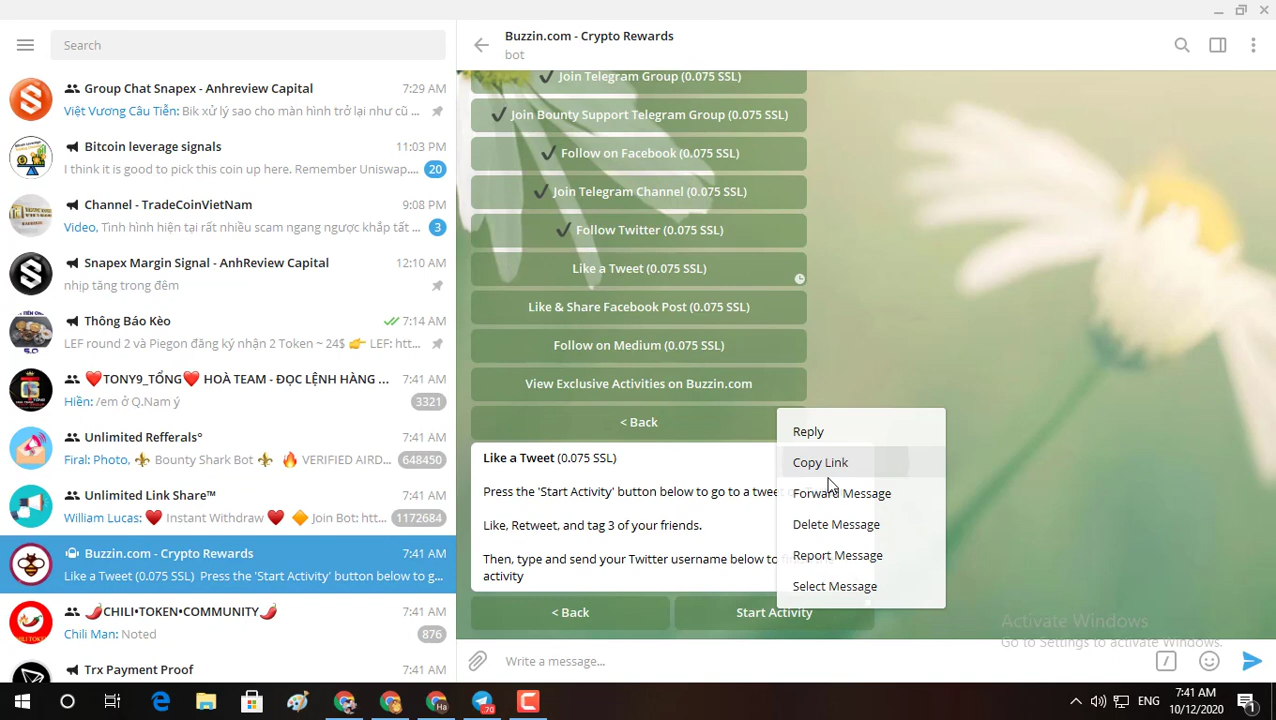 Search
Group Chat Snapex - Anhreview Capital 7:29 AM
Việt Vương Câu Tiễn: Bik xử lý sao cho màn hình trở lại như cũ ...
Bitcoin leverage signals 11:03 PM
I think it is good to pick this coin up here. Remember Uniswap.... 20
Channel - TradeCoinVietNam 9:08 PM
Video, Tình hình hiện tại rất nhiều scam ngang ngược khắp tất ... 3
Snapex Margin Signal - AnhReview Capital 12:10 AM
nhịp tăng trong đêm
Thông Báo Kèo 7:14 AM
LEF round 2 và Piegon đăng ký nhận 2 Token ~ 24$ 👉 LEF: htt...
❤️TONY9_TỔNG❤️ HOÀ TEAM - ĐỌC LỆNH HÀNG ... 7:41 AM
Hiền: /em ở Q.Nam ý 3321
Unlimited Refferals° 7:41 AM
Firal: Photo, ⚜️ Bounty Shark Bot ⚜️ 🔥 VERIFIED AIRD... 648450
Unlimited Link Share™ 7:41 AM
William Lucas: ♥️ Instant Withdraw ♥️ 🔶 Join Bot: htt... 1172684
Buzzin.com - Crypto Rewards 7:41 AM
Like a Tweet (0.075 SSL) Press the 'Start Activity' button below to g...
🌶️CHILI•TOKEN•COMMUNITY🌶️ 7:41 AM
Chili Man: Noted 876
Trx Payment Proof 7:41 AM
Buzzin.com - Crypto Rewards
bot
✔ Join Telegram Group (0.075 SSL)
✔ Join Bounty Support Telegram Group (0.075 SSL)
✔ Follow on Facebook (0.075 SSL)
✔ Join Telegram Channel (0.075 SSL)
✔ Follow Twitter (0.075 SSL)
Like a Tweet (0.075 SSL)
Like & Share Facebook Post (0.075 SSL)
Follow on Medium (0.075 SSL)
View Exclusive Activities on Buzzin.com
< Back
Like a Tweet (0.075 SSL)
Press the 'Start Activity' button below to go to a tweet
Like, Retweet, and tag 3 of your friends.
Then, type and send your Twitter username below to
activity
< Back
Start Activity
Reply
Copy Link
Forward Message
Delete Message
Report Message
Select Message
Activate Windows
Go to Settings to activate Windows.
Write a message...
70
Ha
ENG
7:41 AM
10/12/2020
1